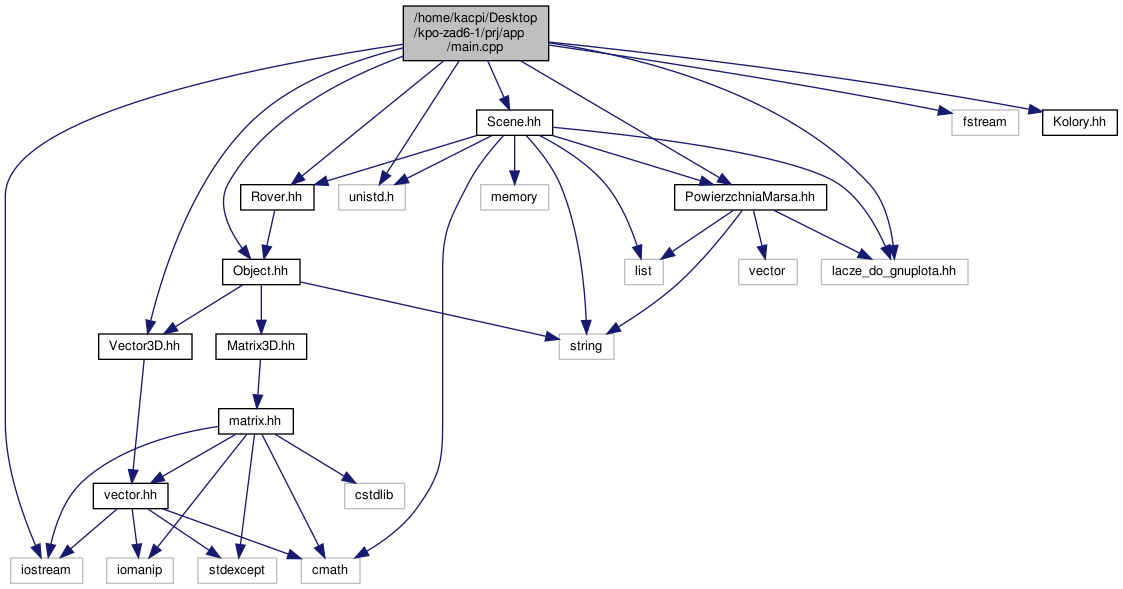 /home/kacpi/Desktop
/kpo-zad6-1/prj/app
/main.cpp
Scene.hh
fstream
Kolory.hh
Rover.hh
unistd.h
memory
PowierzchniaMarsa.hh
Object.hh
list
vector
lacze_do_gnuplota.hh
Vector3D.hh
Matrix3D.hh
string
matrix.hh
vector.hh
cstdlib
iostream
iomanip
stdexcept
cmath